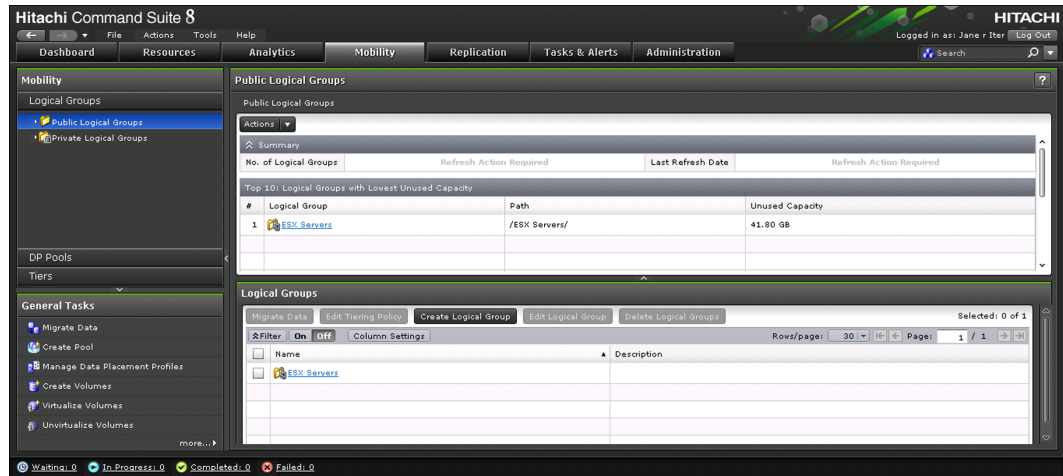 Hitachi Command Suite 8
HITACHI
File Actions Tools Help
Logged in as: Jane r Iter Log Out
Dashboard Resources Analytics Mobility Replication Tasks & Alerts Administration
Search
Mobility
Logical Groups
Public Logical Groups
Private Logical Groups
DP Pools
Tiers
General Tasks
Migrate Data
Create Pool
Manage Data Placement Profiles
Create Volumes
Virtualize Volumes
Unvirtualize Volumes
more...
Public Logical Groups
?
Public Logical Groups
Actions
Summary
No. of Logical Groups Refresh Action Required Last Refresh Date Refresh Action Required
Top 10: Logical Groups with Lowest Unused Capacity
# Logical Group Path Unused Capacity
1 ESX Servers /ESX Servers/ 41.80 GB
Logical Groups
Migrate Data Edit Tiering Policy Create Logical Group Edit Logical Group Delete Logical Groups Selected: 0 of 1
Filter On Off Column Settings Rows/page: 30 Page: 1 / 1
Name Description
ESX Servers
Waiting: 0 In Progress: 0 Completed: 0 Failed: 0